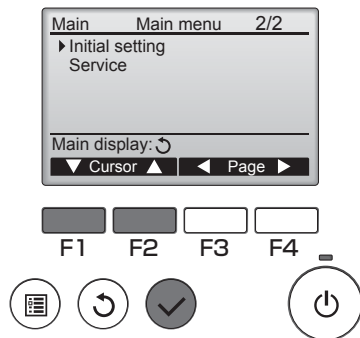 Main Main menu 2/2
Initial setting
Service
Main display:
Cursor Page
F1 F2 F3 F4